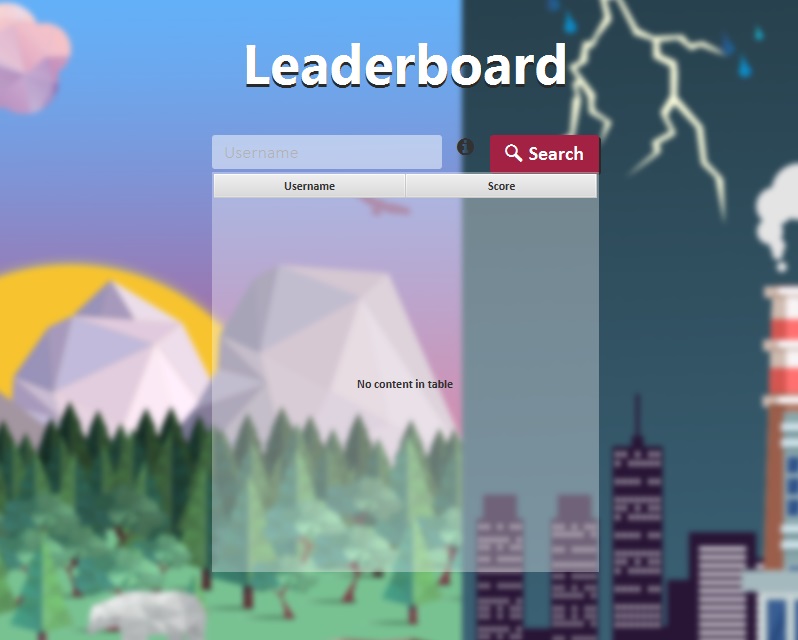 Leaderboard
Username
Search
Username Score
No content in table